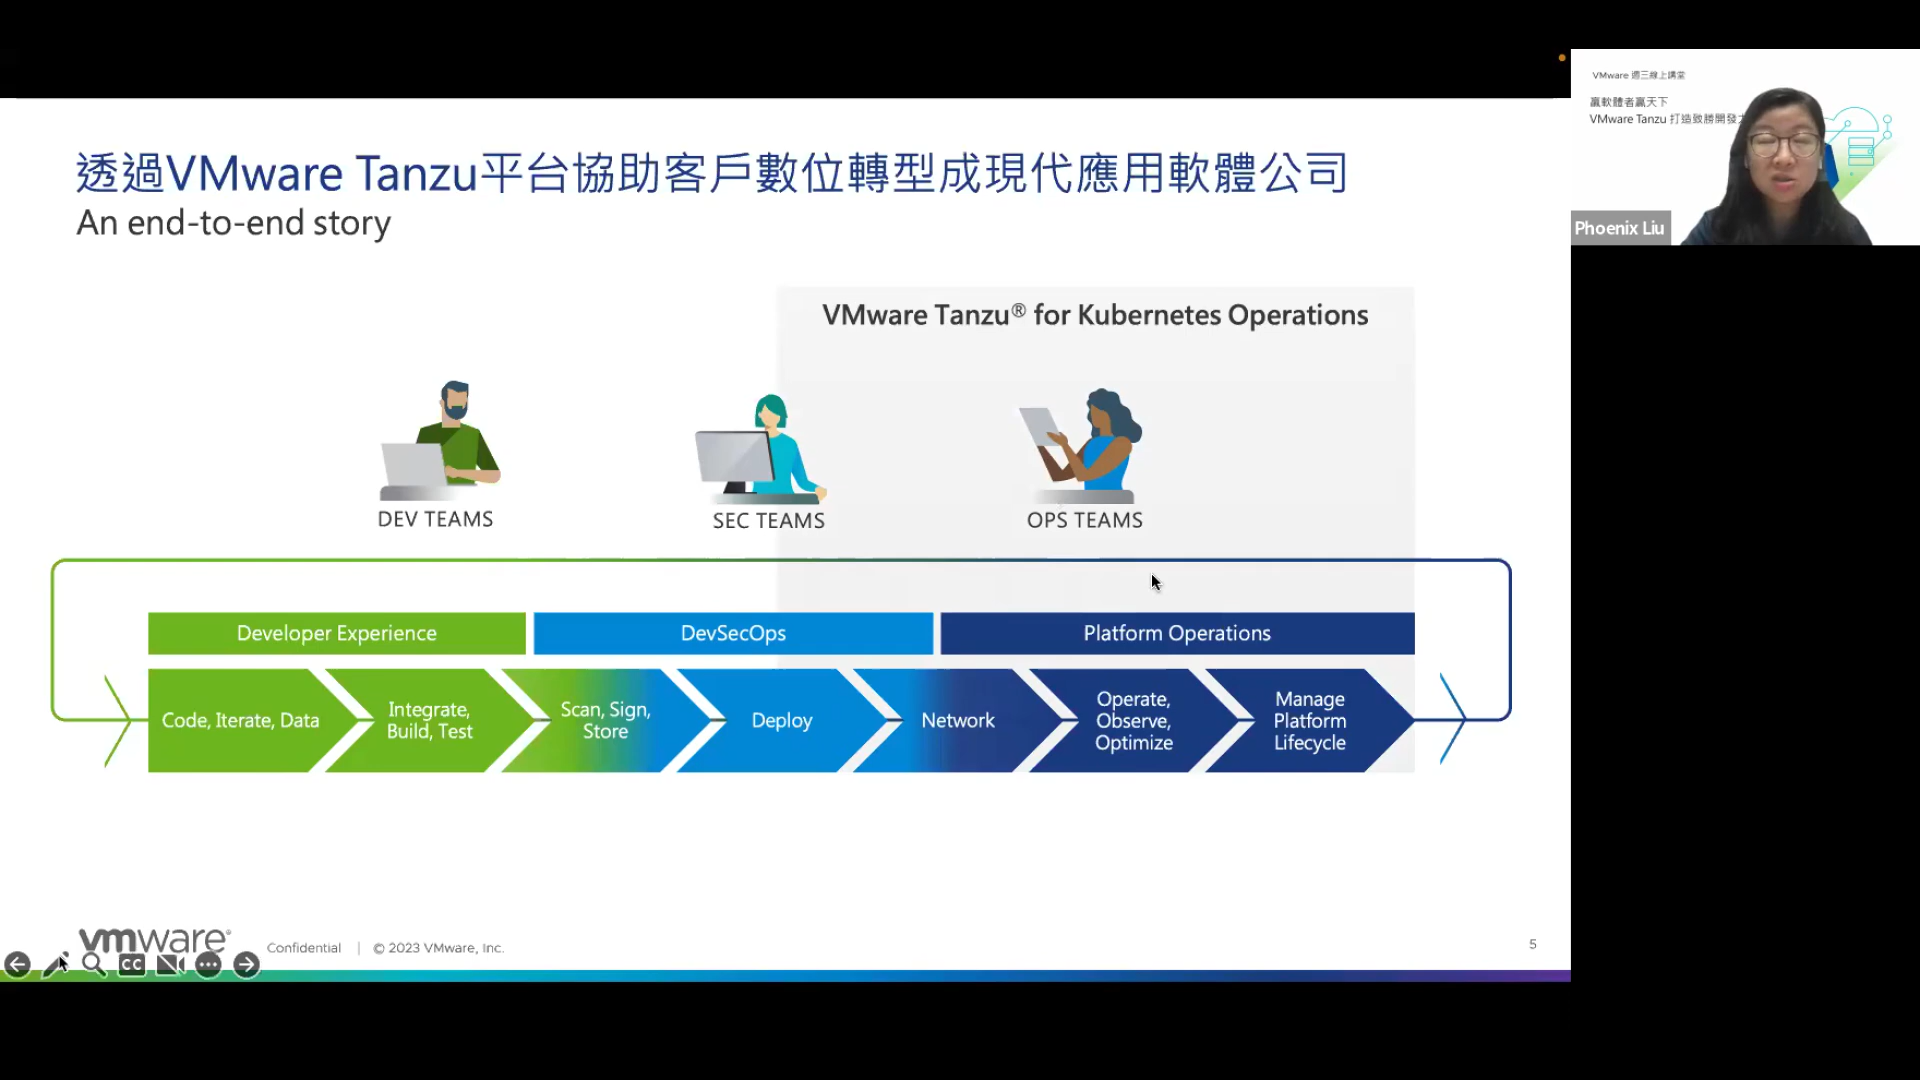 VMware 週三線上講堂
贏軟體者贏天下
VMware Tanzu 打造致勝開發
Phoenix Liu
透過VMware Tanzu平台協助客戶數位轉型成現代應用軟體公司
An end-to-end story
VMware Tanzu® for Kubernetes Operations
DEV TEAMS
SEC TEAMS
OPS TEAMS
Developer Experience
DevSecOps
Platform Operations
Code, Iterate, Data
Integrate,
Build, Test
Scan, Sign,
Store
Deploy
Network
Operate,
Observe,
Optimize
Manage
Platform
Lifecycle
vmware®
Confidential | © 2023 VMware, Inc.
5
CC